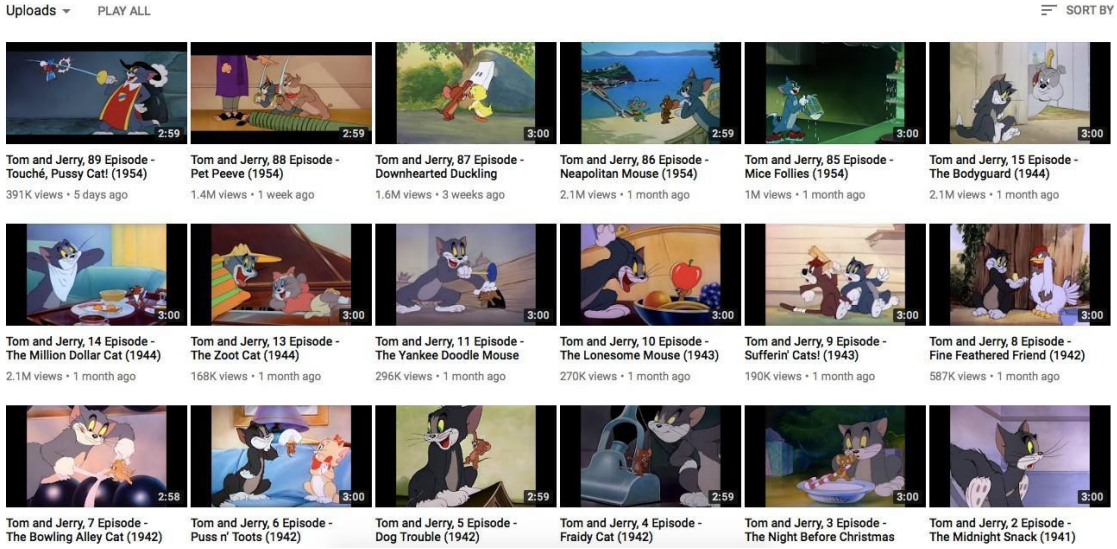 Uploads PLAY ALL SORT BY
2:59 2:59 3:00 2:59 3:00 3:00
Tom and Jerry, 89 Episode - Touché, Pussy Cat! (1954)
391K views • 5 days ago
Tom and Jerry, 88 Episode - Pet Peeve (1954)
1.4M views • 1 week ago
Tom and Jerry, 87 Episode - Downhearted Duckling
1.6M views • 3 weeks ago
Tom and Jerry, 86 Episode - Neapolitan Mouse (1954)
2.1M views • 1 month ago
Tom and Jerry, 85 Episode - Mice Follies (1954)
1M views • 1 month ago
Tom and Jerry, 15 Episode - The Bodyguard (1944)
2.1M views • 1 month ago
3:00 3:00 3:00 3:00 3:00 3:00
Tom and Jerry, 14 Episode - The Million Dollar Cat (1944)
2.1M views • 1 month ago
Tom and Jerry, 13 Episode - The Zoot Cat (1944)
168K views • 1 month ago
Tom and Jerry, 11 Episode - The Yankee Doodle Mouse
296K views • 1 month ago
Tom and Jerry, 10 Episode - The Lonesome Mouse (1943)
270K views • 1 month ago
Tom and Jerry, 9 Episode - Sufferin' Cats! (1943)
190K views • 1 month ago
Tom and Jerry, 8 Episode - Fine Feathered Friend (1942)
587K views • 1 month ago
2:58 3:00 2:59 2:59 3:00 3:00
Tom and Jerry, 7 Episode - The Bowling Alley Cat (1942)
Tom and Jerry, 6 Episode - Puss n' Toots (1942)
Tom and Jerry, 5 Episode - Dog Trouble (1942)
Tom and Jerry, 4 Episode - Fraidy Cat (1942)
Tom and Jerry, 3 Episode - The Night Before Christmas
Tom and Jerry, 2 Episode - The Midnight Snack (1941)